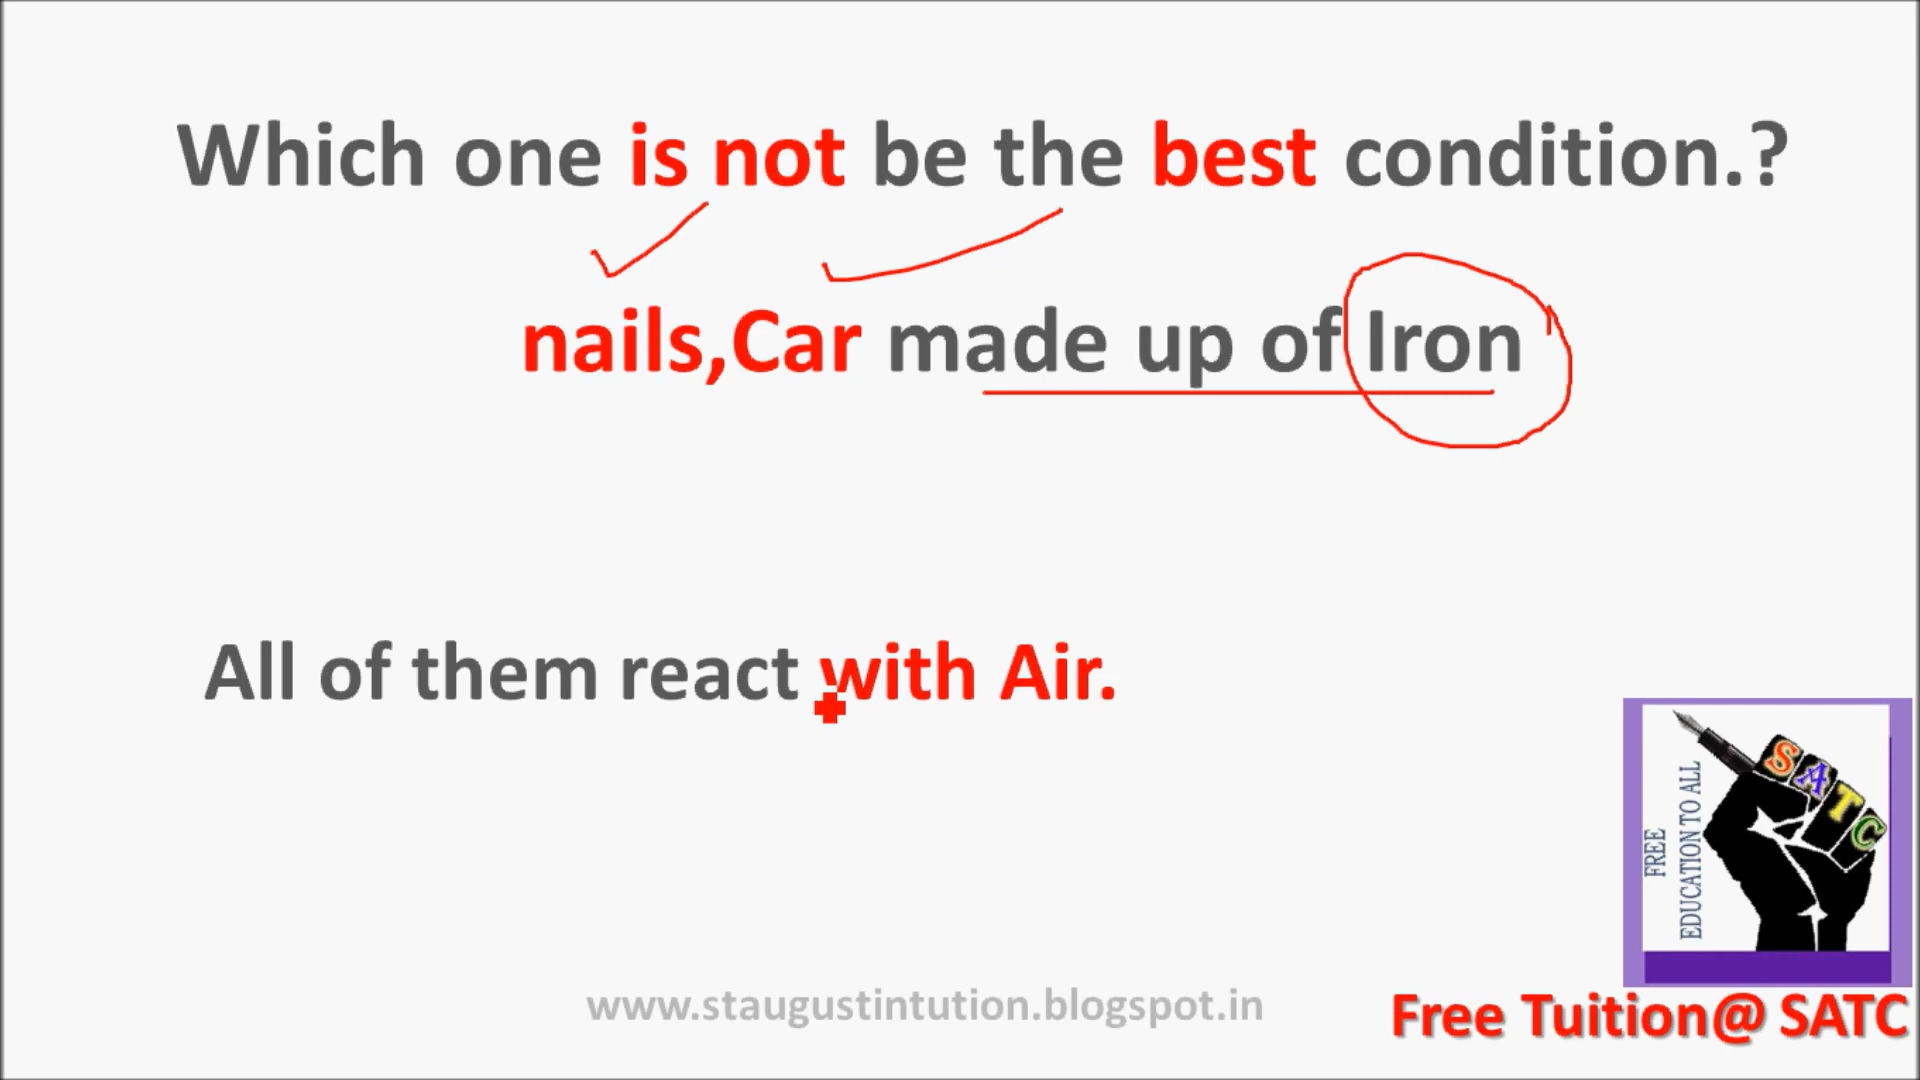 Which one is not be the best condition.?
nails,Car made up of Iron
All of them react with Air.
SATC
FREE
EDUCATION TO ALL
www.staugustintution.blogspot.in
Free Tuition@ SATC